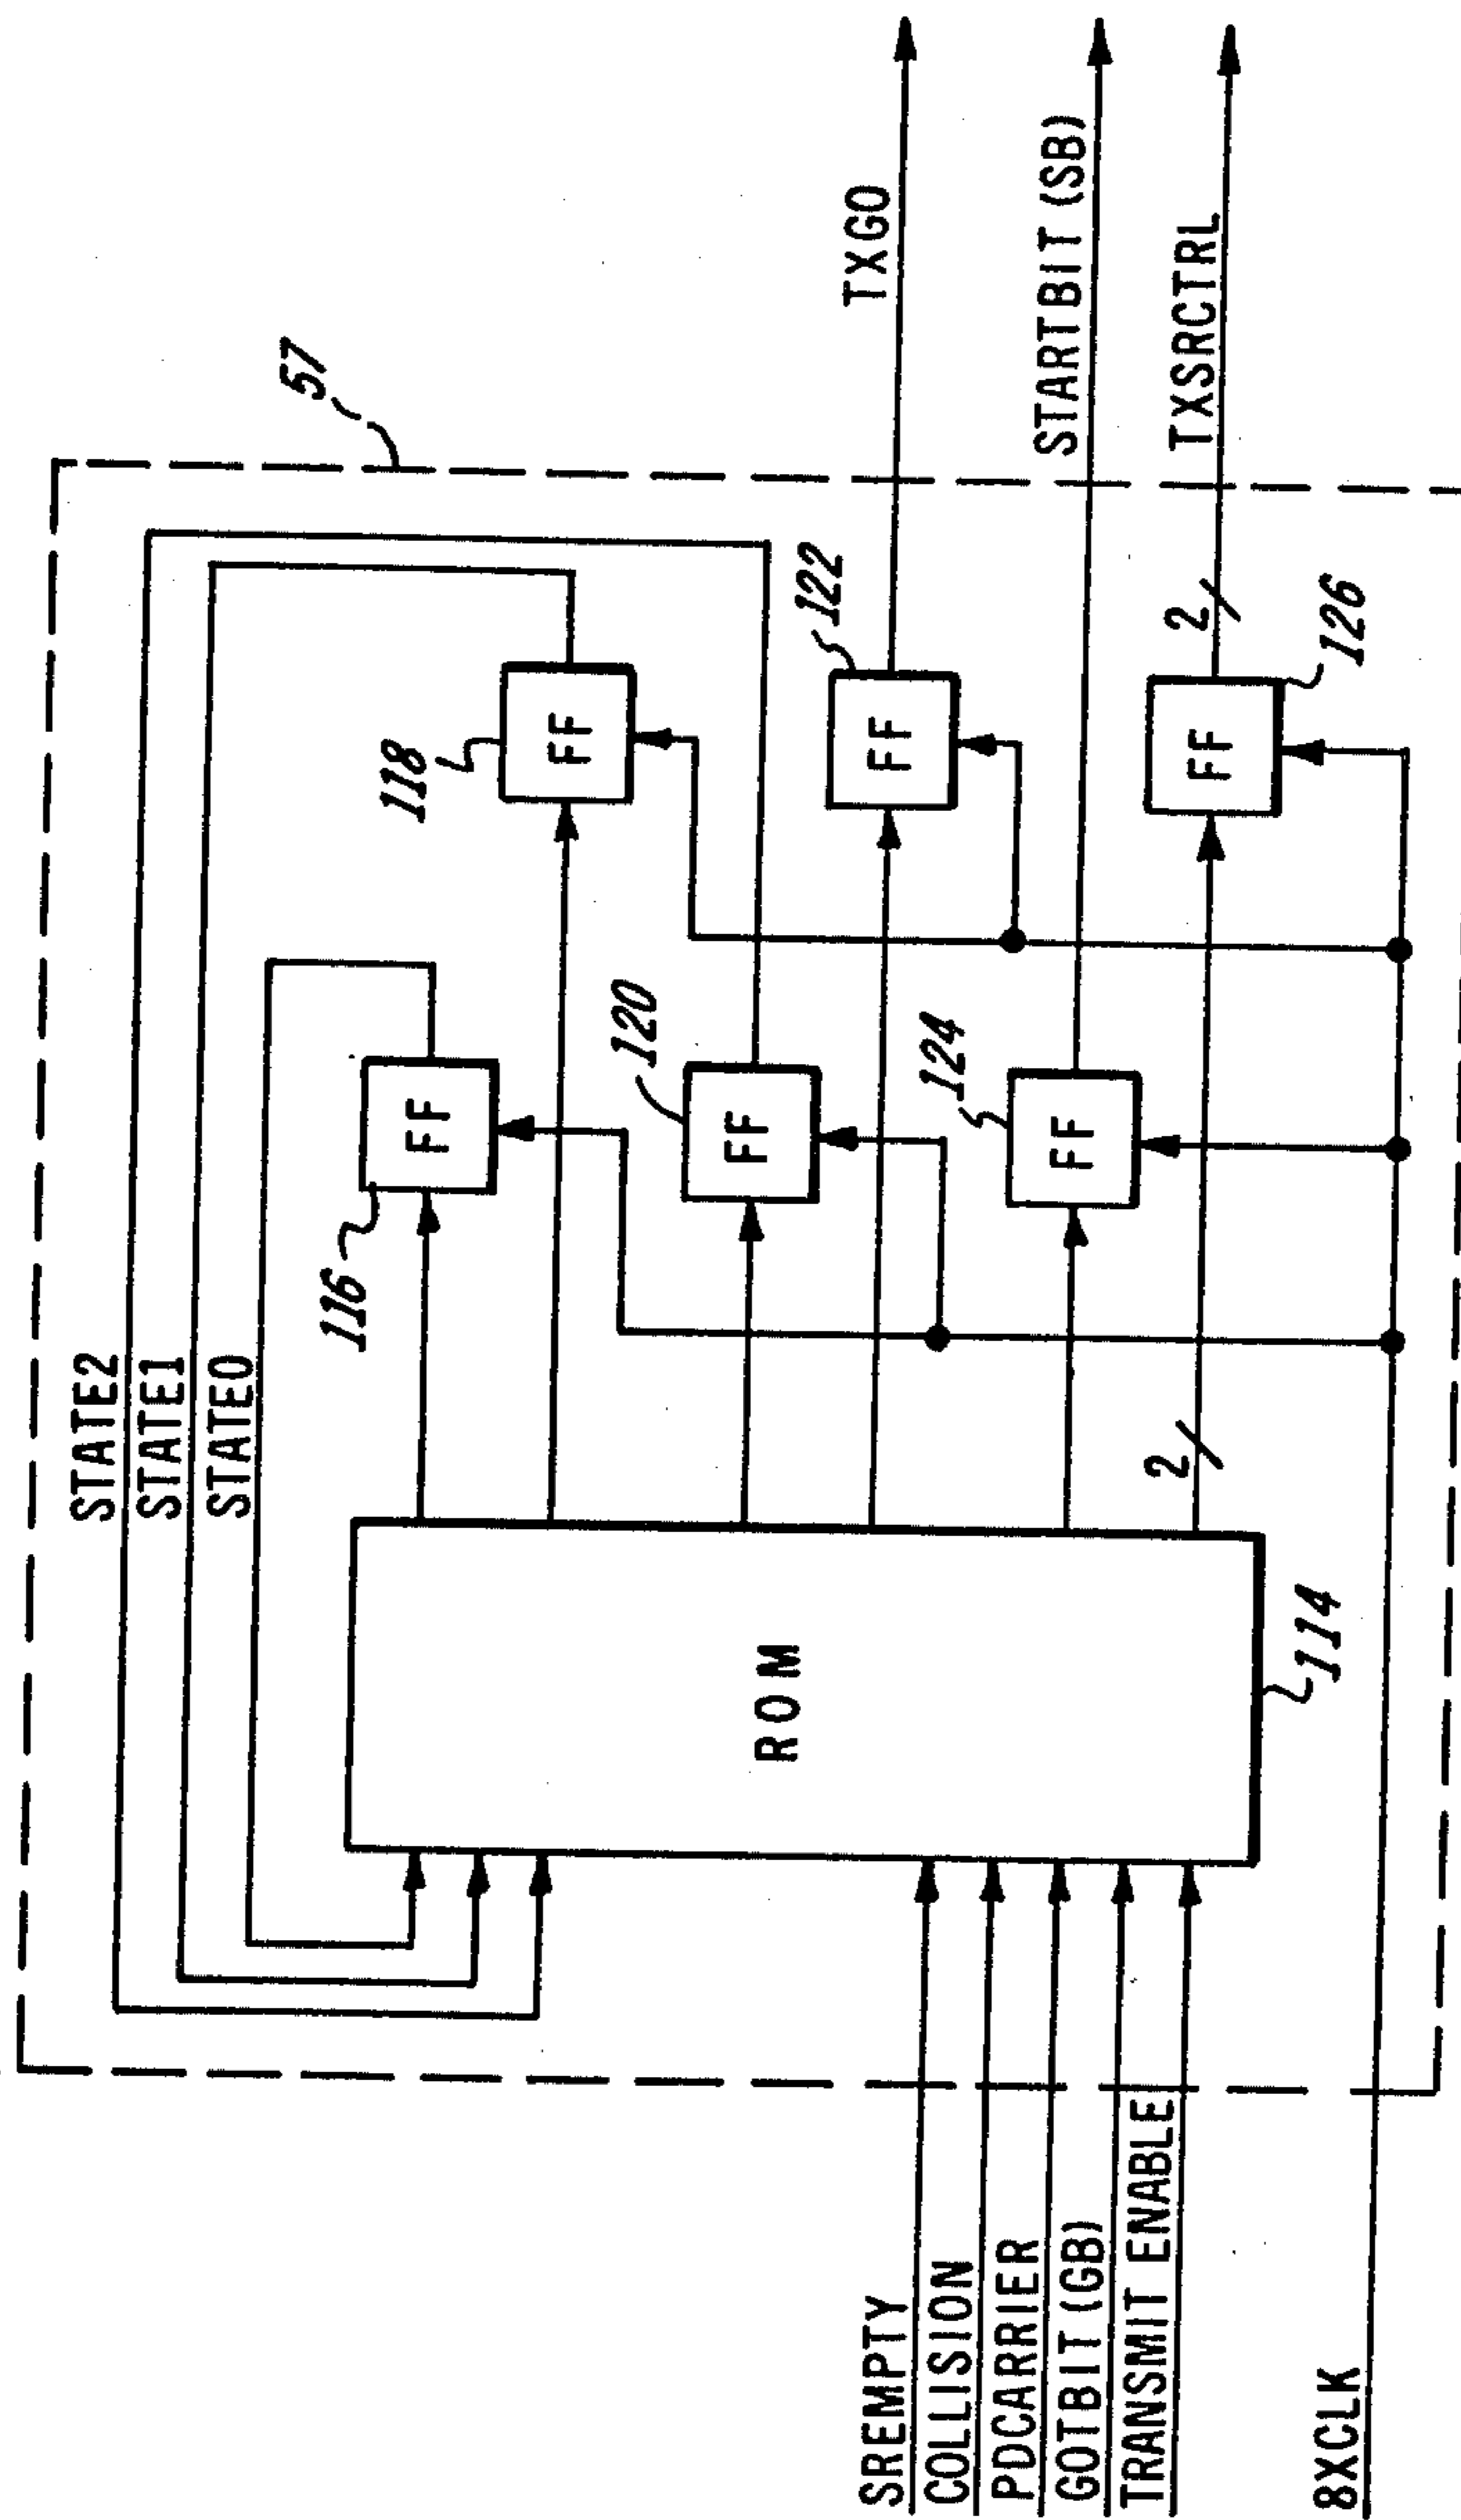 STATE2
STATE1
STATE0
57
116
FF
118
FF
120
FF
122
FF
124
FF
126
FF
ROM
114
2
2
TXGO
STARTBIT (SB)
TXSRCTRL
SREMPTY
COLLISION
PDCARRIER
GOTBIT (GB)
TRANSMIT ENABLE
8XCLK